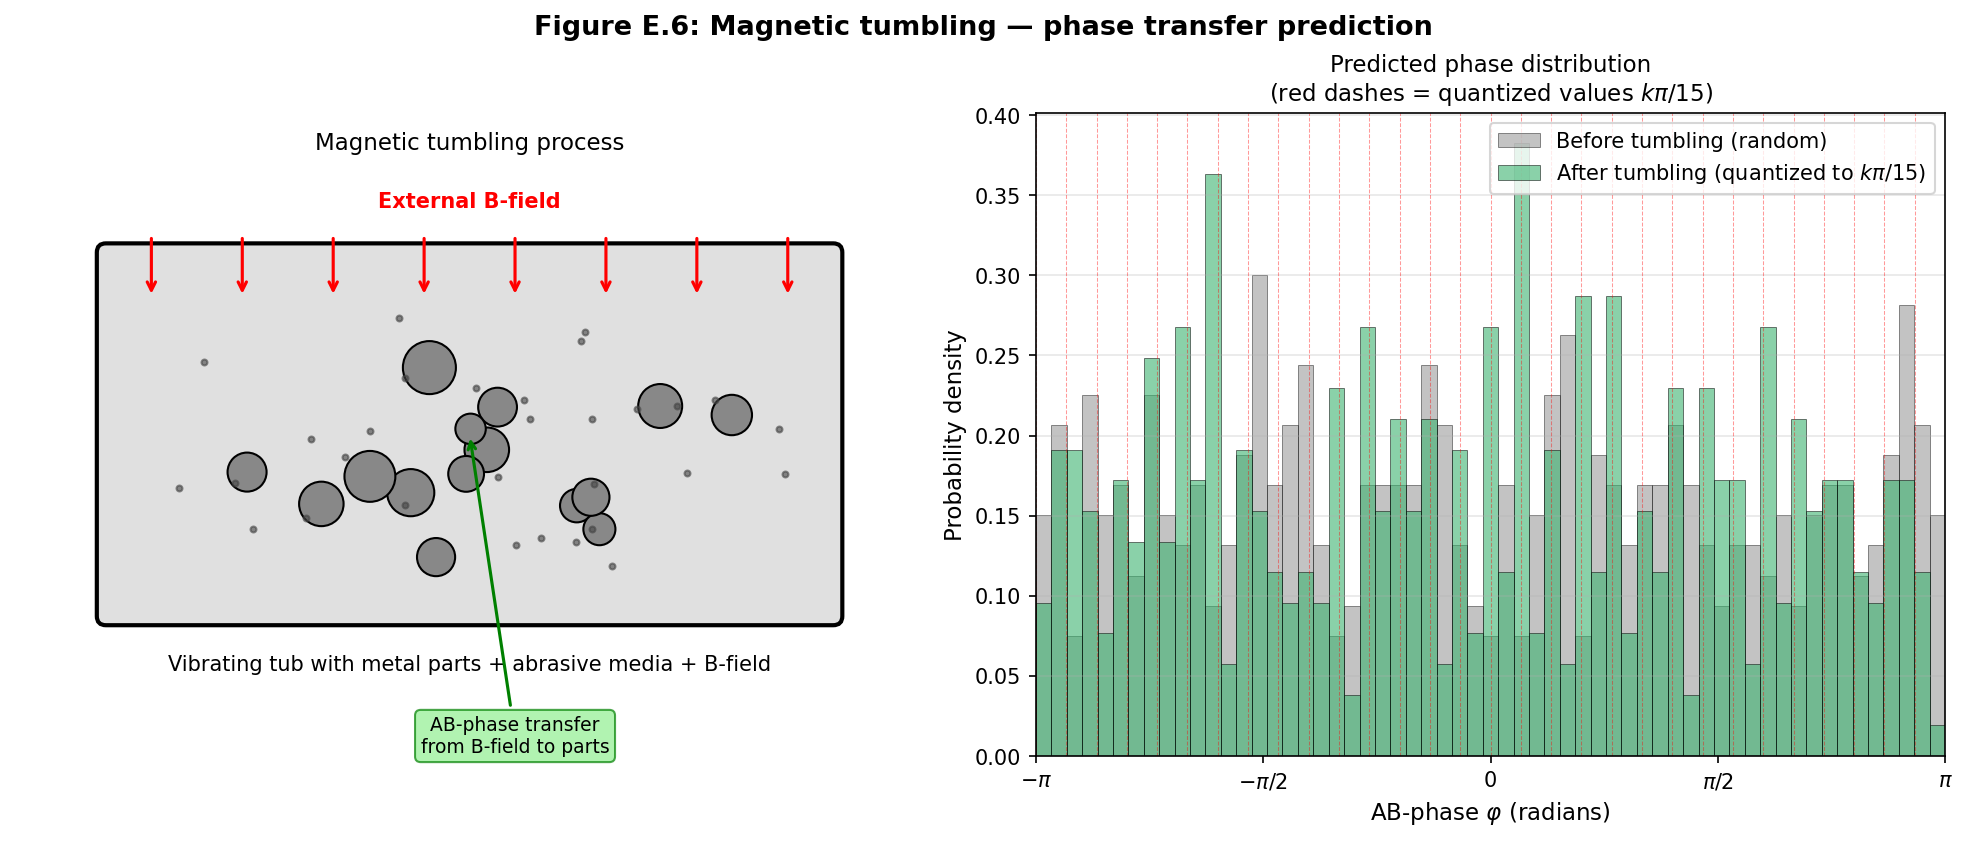 Figure E.6: Magnetic tumbling — phase transfer prediction
Magnetic tumbling process
External B-field
Vibrating tub with metal parts + abrasive media + B-field
AB-phase transfer
from B-field to parts
Predicted phase distribution
(red dashes = quantized values kπ/15)
Before tumbling (random)
After tumbling (quantized to kπ/15)
Probability density
0.40
0.35
0.30
0.25
0.20
0.15
0.10
0.05
0.00
−π
−π/2
0
π/2
π
AB-phase φ (radians)